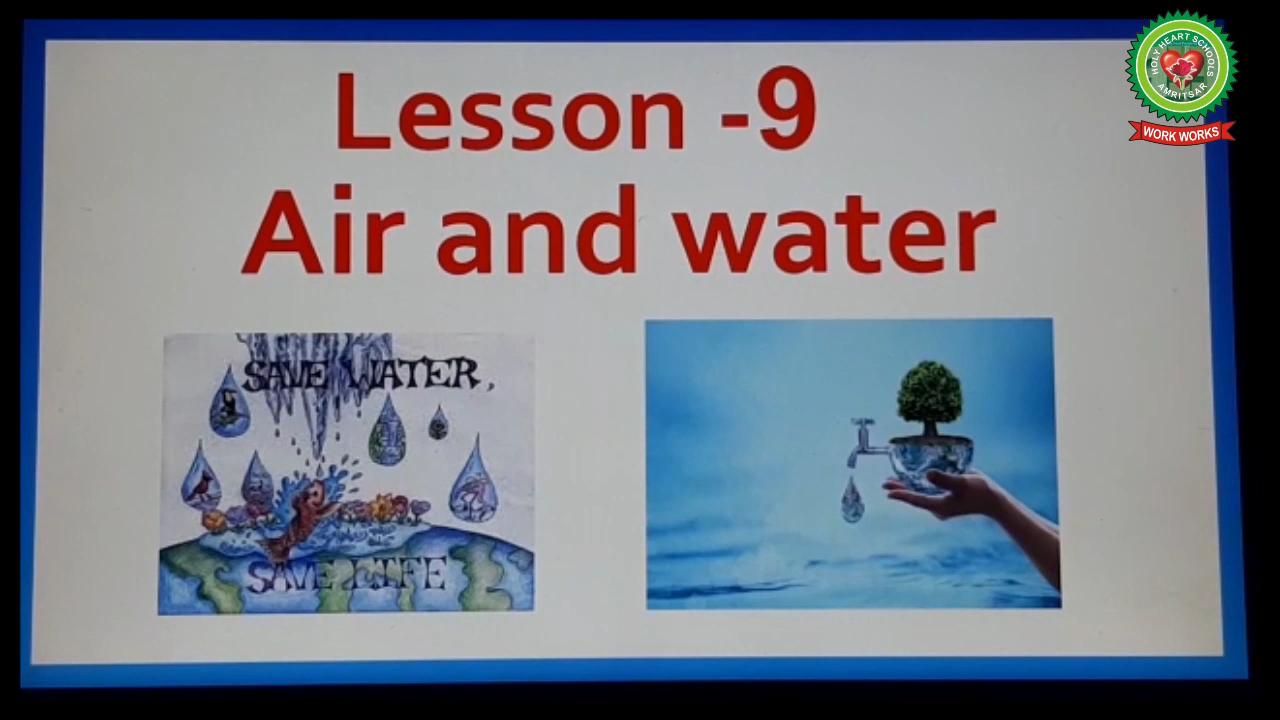 Lesson -9
Air and water
SAVE WATER,
SAVE LIFE
HOLY HEART SCHOOLS
AMRITSAR
WORK WORKS